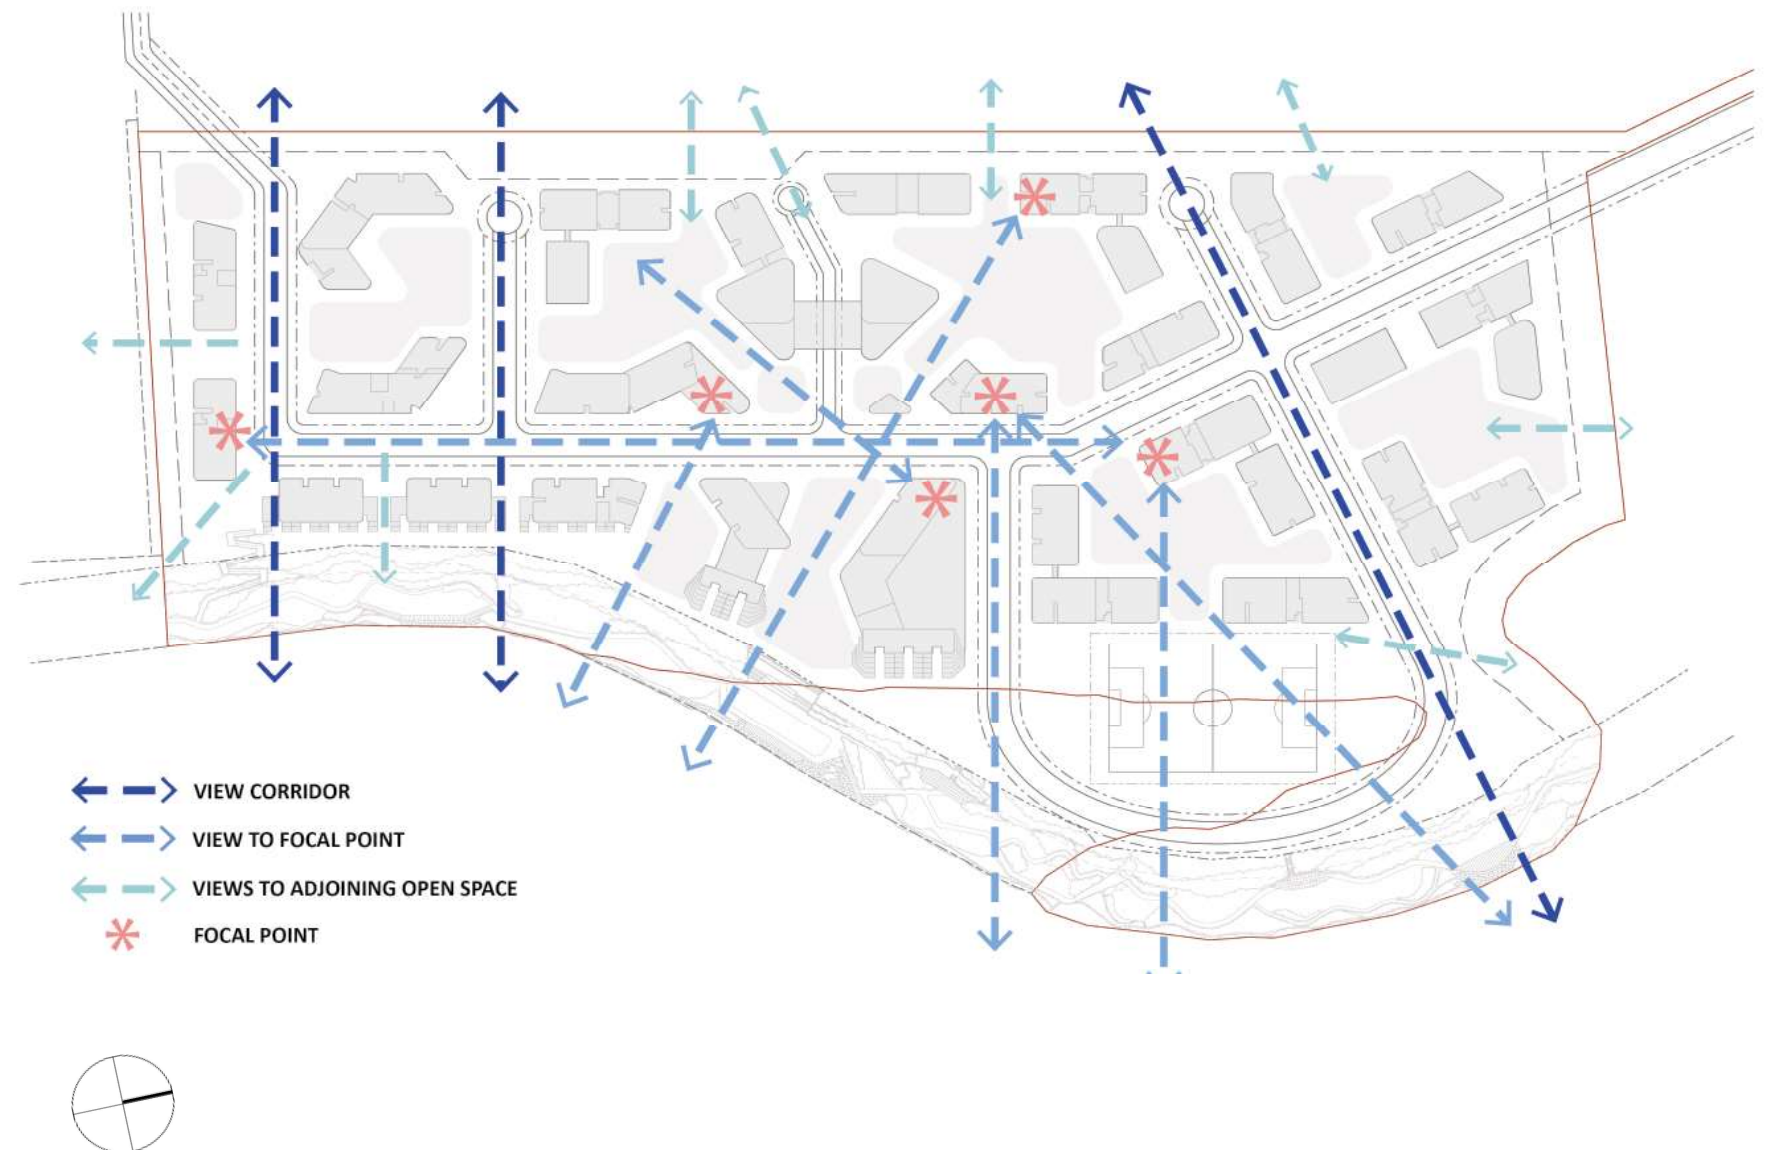 VIEW CORRIDOR
VIEW TO FOCAL POINT
VIEWS TO ADJOINING OPEN SPACE
FOCAL POINT